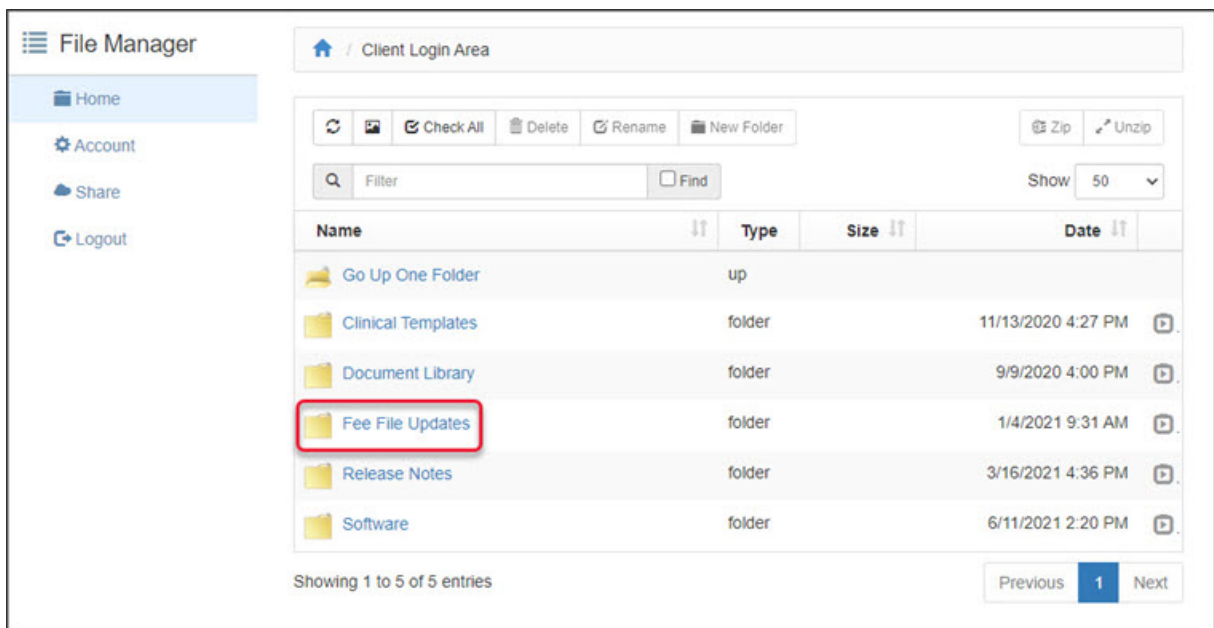 File Manager
/ Client Login Area
Home
Account
Share
Logout
Check All Delete Rename New Folder Zip Unzip
Filter Find Show 50
Name Type Size Date
Go Up One Folder up
Clinical Templates folder 11/13/2020 4:27 PM
Document Library folder 9/9/2020 4:00 PM
Fee File Updates folder 1/4/2021 9:31 AM
Release Notes folder 3/16/2021 4:36 PM
Software folder 6/11/2021 2:20 PM
Showing 1 to 5 of 5 entries Previous 1 Next